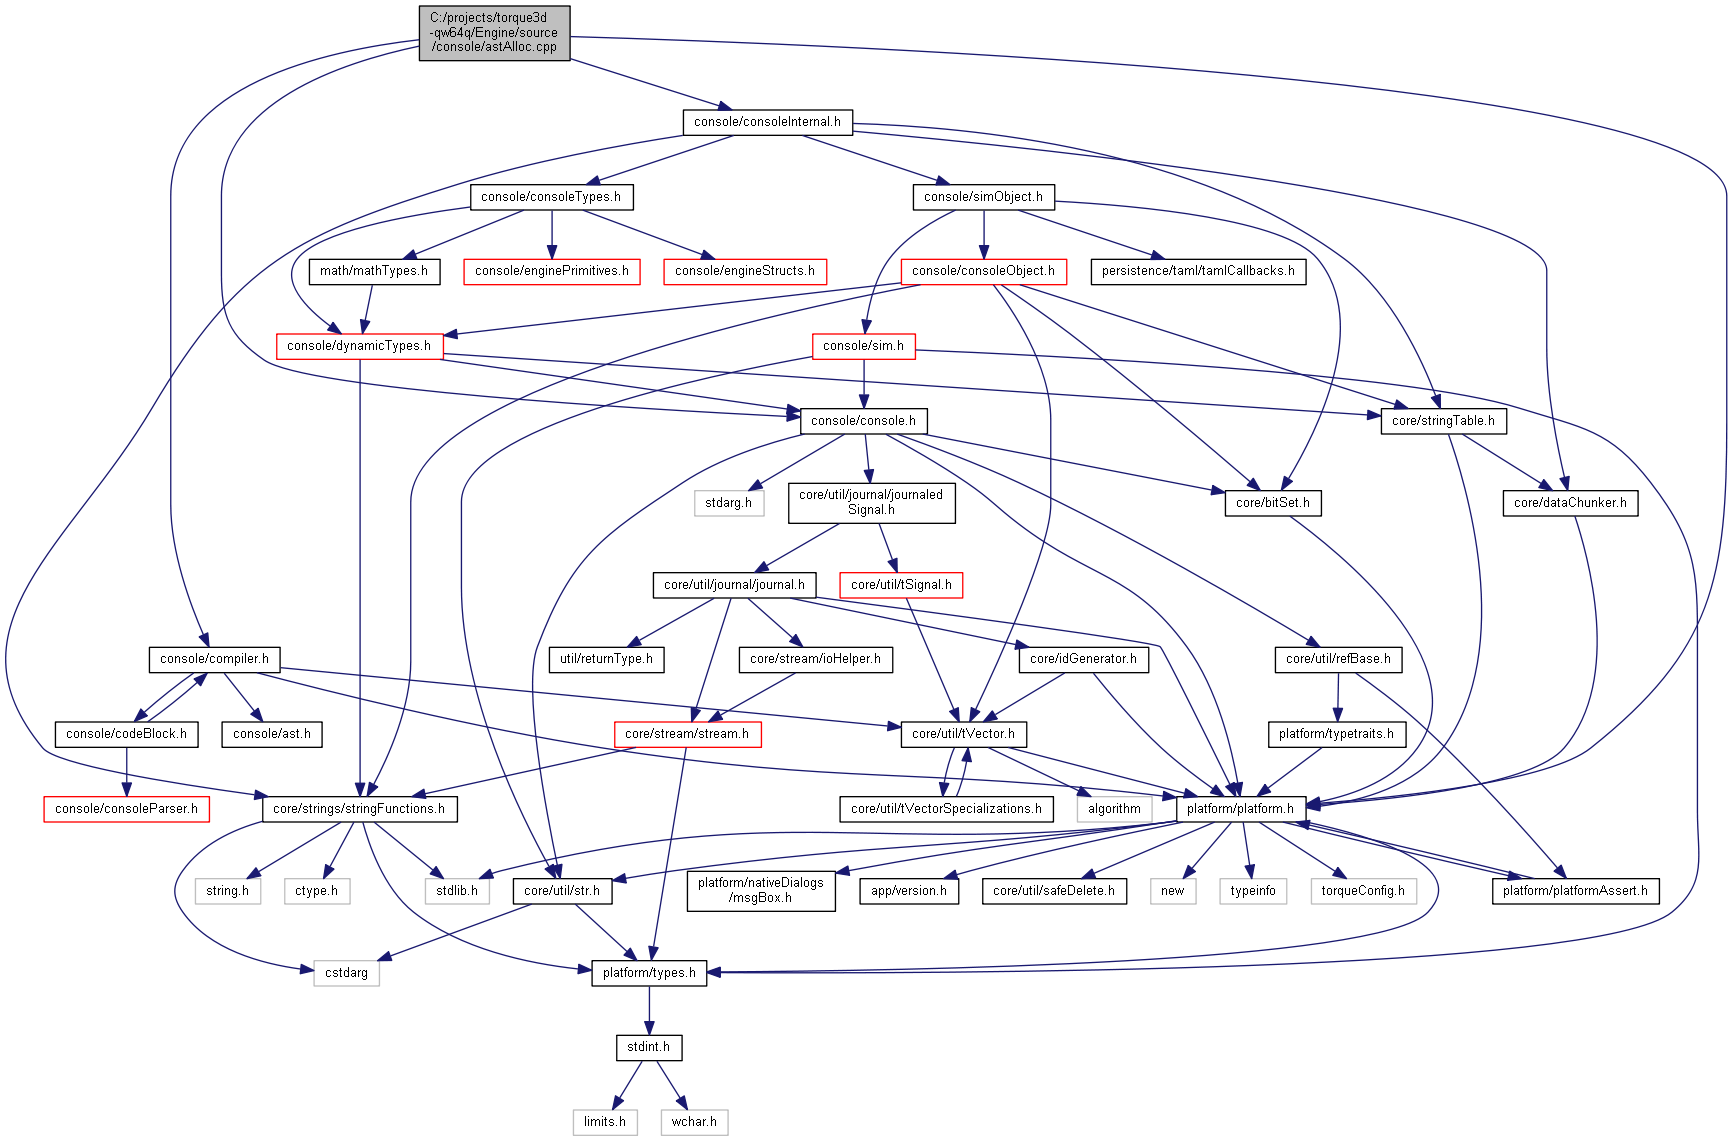 C:/projects/torque3d
-qw64q/Engine/source
/console/astAlloc.cpp
console/consoleInternal.h
console/consoleTypes.h
console/simObject.h
math/mathTypes.h
console/enginePrimitives.h
console/engineStructs.h
console/consoleObject.h
persistence/taml/tamlCallbacks.h
console/dynamicTypes.h
console/sim.h
console/console.h
core/stringTable.h
stdarg.h
core/util/journal/journaled
Signal.h
core/bitSet.h
core/dataChunker.h
core/util/journal/journal.h
core/util/tSignal.h
console/compiler.h
util/returnType.h
core/stream/ioHelper.h
core/idGenerator.h
core/util/refBase.h
console/codeBlock.h
console/ast.h
core/stream/stream.h
core/util/tVector.h
platform/typetraits.h
console/consoleParser.h
core/strings/stringFunctions.h
core/util/tVectorSpecializations.h
algorithm
platform/platform.h
string.h
ctype.h
stdlib.h
core/util/str.h
platform/nativeDialogs
/msgBox.h
app/version.h
core/util/safeDelete.h
new
typeinfo
torqueConfig.h
platform/platformAssert.h
cstdarg
platform/types.h
stdint.h
limits.h
wchar.h